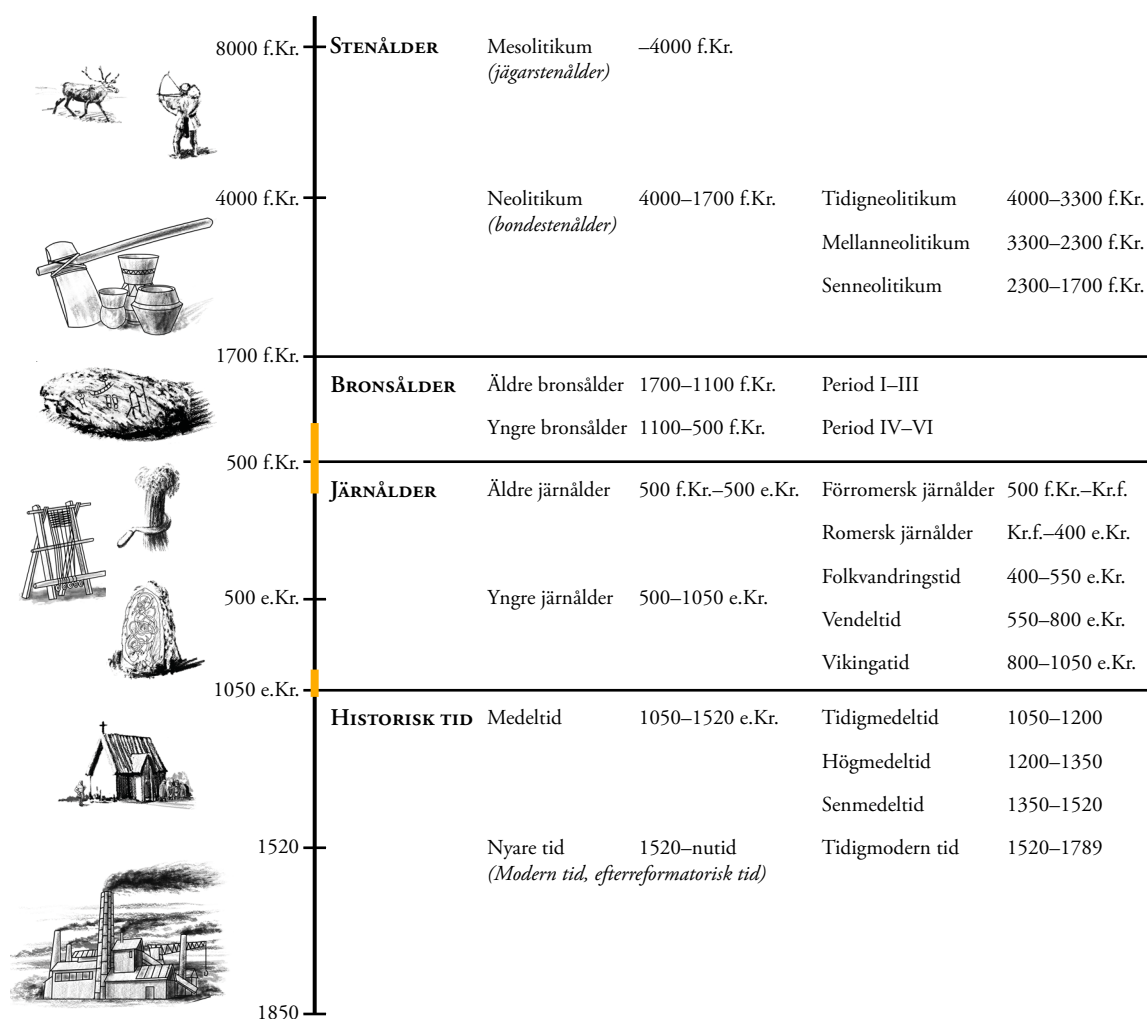 8000 f.Kr. STENÅLDER Mesolitikum –4000 f.Kr.
(jägarstenålder)
4000 f.Kr. Neolitikum 4000–1700 f.Kr. Tidigneolitikum 4000–3300 f.Kr.
(bondestenålder)
Mellanneolitikum 3300–2300 f.Kr.
Senneolitikum 2300–1700 f.Kr.
1700 f.Kr.
BRONSÅLDER Äldre bronsålder 1700–1100 f.Kr. Period I–III
Yngre bronsålder 1100–500 f.Kr. Period IV–VI
500 f.Kr.
JÄRNÅLDER Äldre järnålder 500 f.Kr.–500 e.Kr. Förromersk järnålder 500 f.Kr.–Kr.f.
Romersk järnålder Kr.f.–400 e.Kr.
Folkvandringstid 400–550 e.Kr.
500 e.Kr. Yngre järnålder 500–1050 e.Kr.
Vendeltid 550–800 e.Kr.
Vikingatid 800–1050 e.Kr.
1050 e.Kr.
HISTORISK TID Medeltid 1050–1520 e.Kr. Tidigmedeltid 1050–1200
Högmedeltid 1200–1350
Senmedeltid 1350–1520
1520 Nyare tid 1520–nutid Tidigmodern tid 1520–1789
(Modern tid, efterreformatorisk tid)
1850